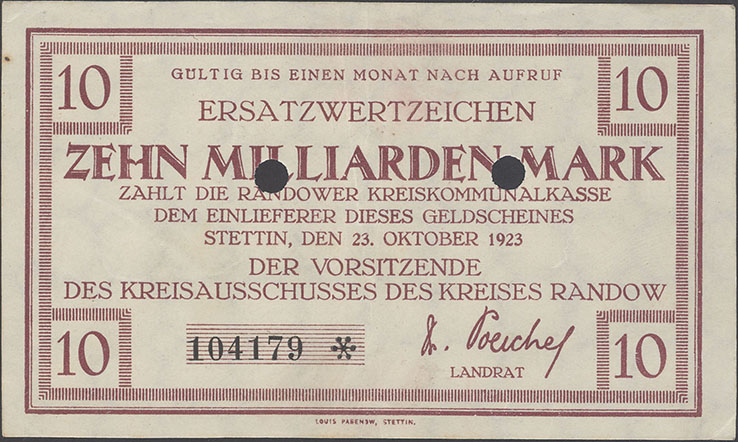 10 10
GÜLTIG BIS EINEN MONAT NACH AUFRUF
ERSATZWERTZEICHEN
ZEHN MILLIARDEN MARK
ZAHLT DIE RANDOWER KREISKOMMUNALKASSE
DEM EINLIEFERER DIESES GELDSCHEINES
STETTIN, DEN 23. OKTOBER 1923
DER VORSITZENDE
DES KREISAUSSCHUSSES DES KREISES RANDOW
10 104179 * 10
LANDRAT
LOUIS PASENOW, STETTIN.